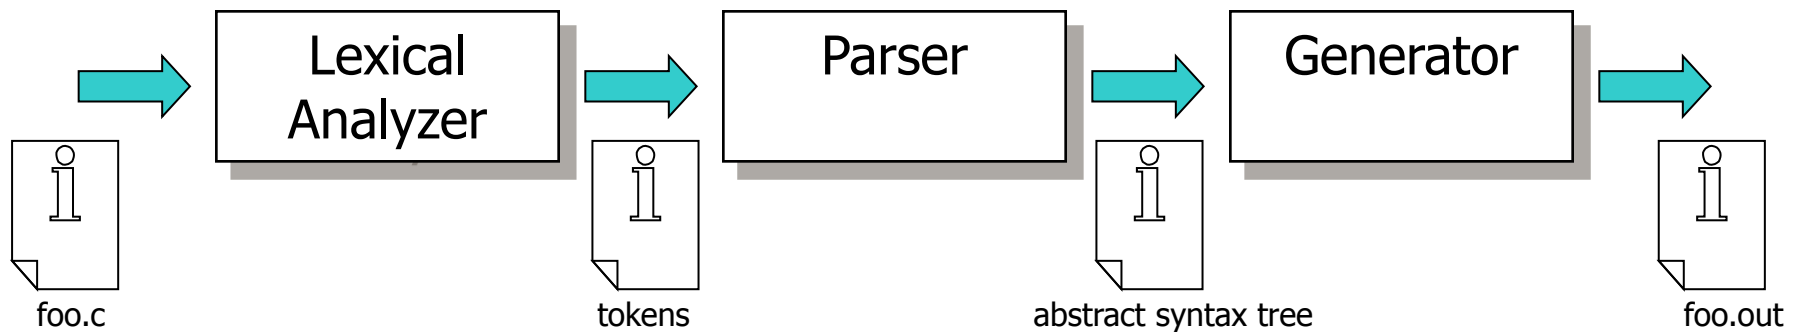 Lexical
Analyzer
Parser
Generator
foo.c
tokens
abstract syntax tree
foo.out